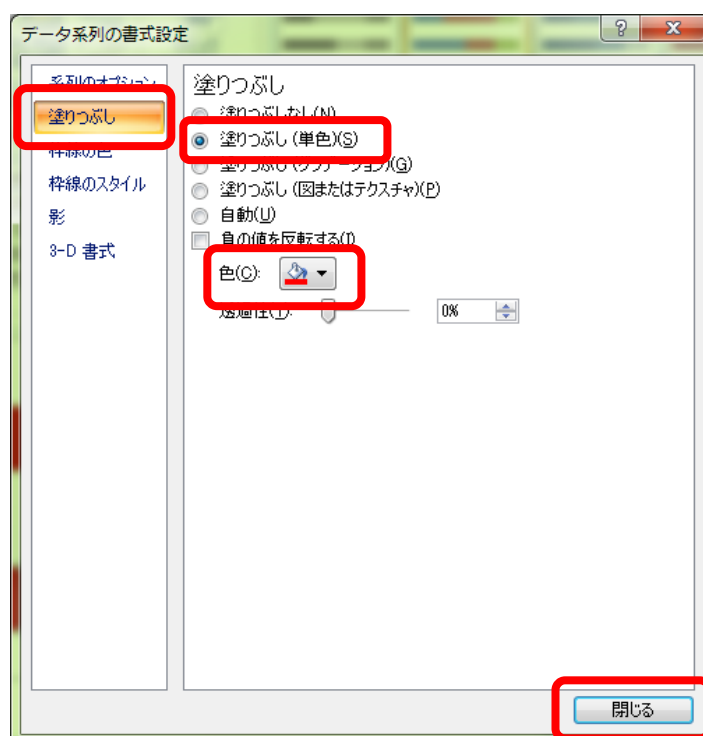 データ系列の書式設定
系列のオプション
塗りつぶし
枠線の色
枠線のスタイル
影
3-D 書式
塗りつぶし
塗りつぶしなし(N)
塗りつぶし (単色)(S)
塗りつぶし (グラデーション)(G)
塗りつぶし (図またはテクスチャ)(P)
自動(U)
負の値を反転する(I)
色(C):
透過性(T):
0%
閉じる